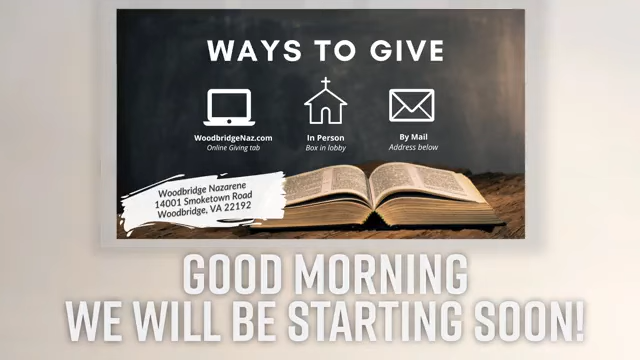 WAYS TO GIVE
WoodbridgeNaz.com
Online Giving tab
In Person
Box in lobby
By Mail
Address below
Woodbridge Nazarene
14001 Smoketown Road
Woodbridge, VA 22192
GOOD MORNING
WE WILL BE STARTING SOON!